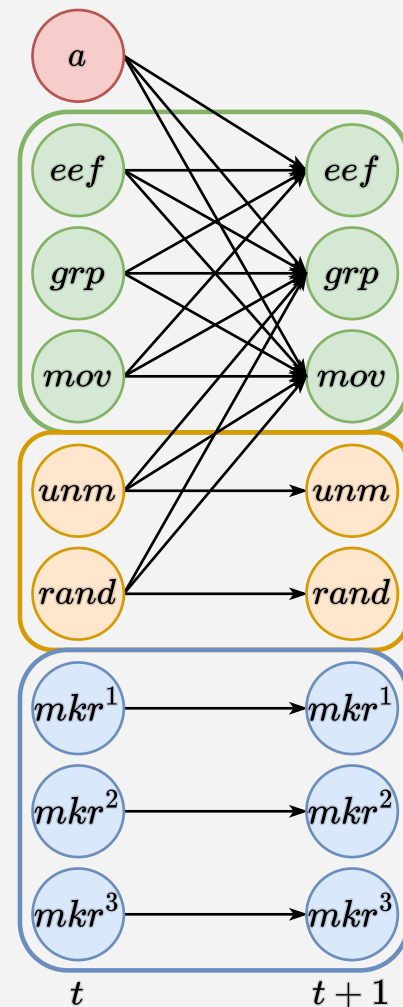 a
eef eef
grp grp
mov mov
unm unm
rand rand
mkr¹ mkr¹
mkr² mkr²
mkr³ mkr³
t t + 1